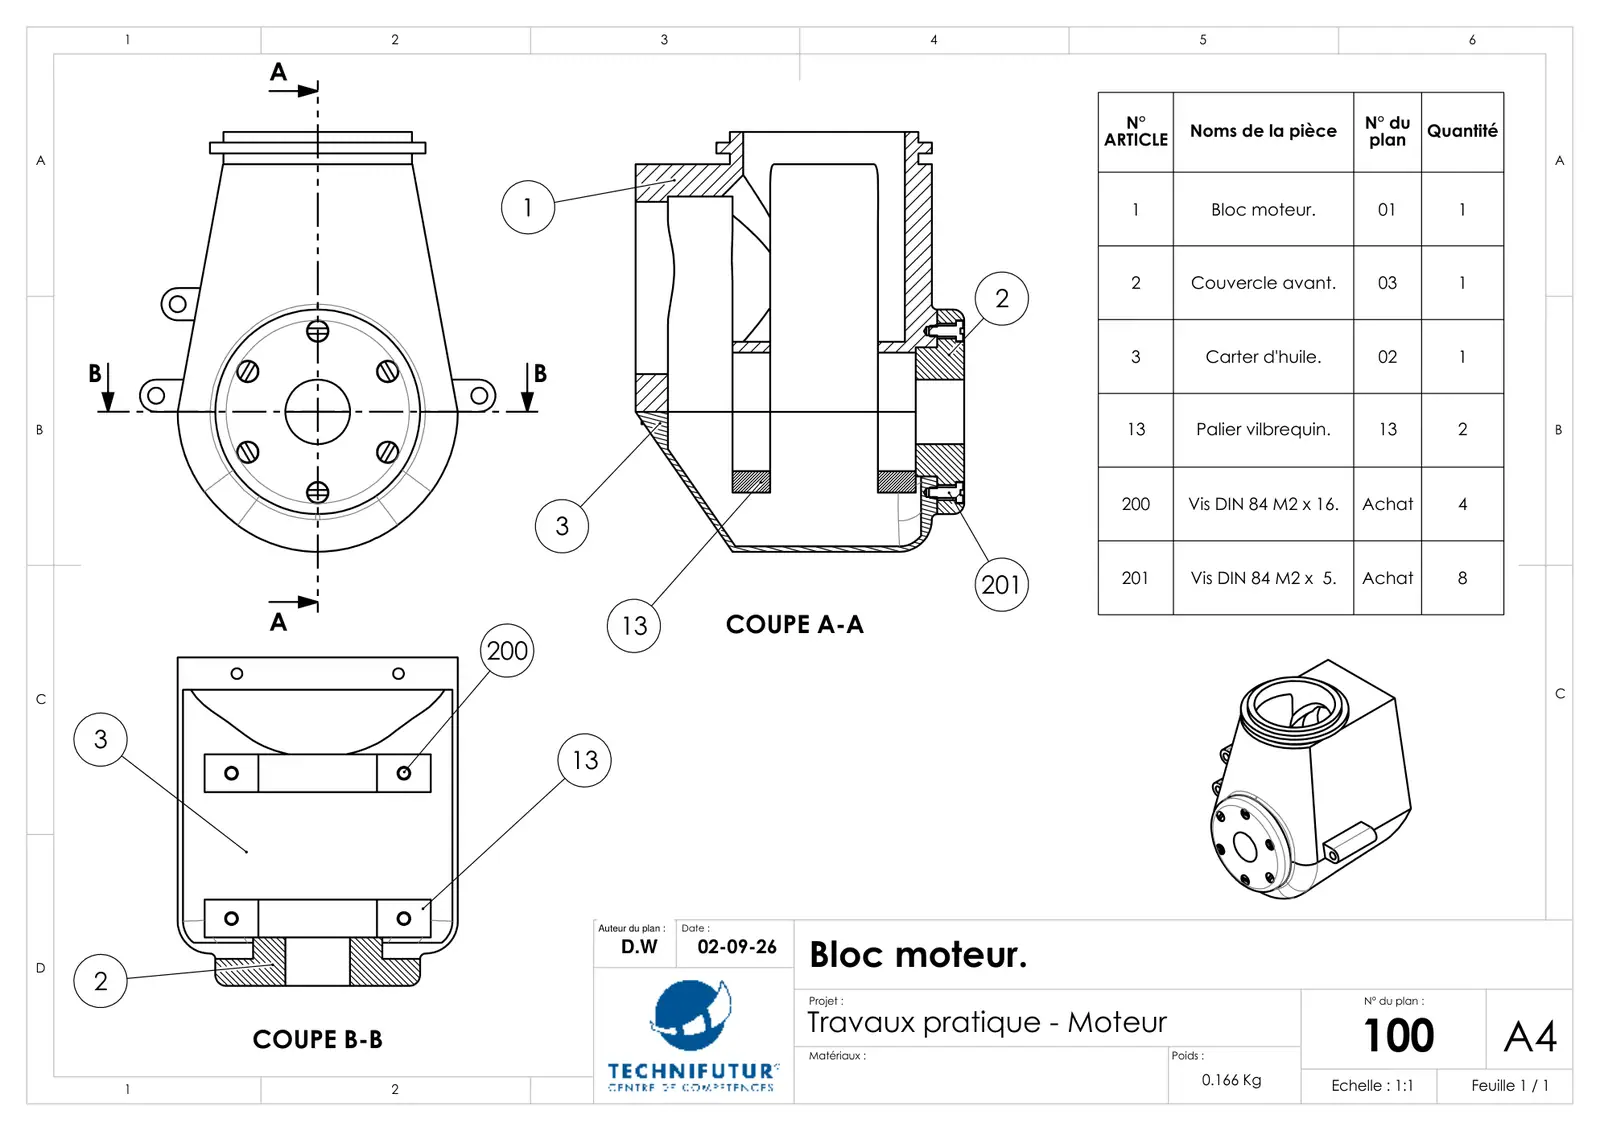 1 2 3 4 5 6
A
A
A
B B
A
1
2
3
13
201
COUPE A-A
N° ARTICLE Noms de la pièce N° du plan Quantité
1 Bloc moteur. 01 1
2 Couvercle avant. 03 1
3 Carter d'huile. 02 1
13 Palier vilbrequin. 13 2
200 Vis DIN 84 M2 x 16. Achat 4
201 Vis DIN 84 M2 x 5. Achat 8
B
B
C
C
200
3
13
2
COUPE B-B
D
1 2
Auteur du plan :
D.W
Date :
02-09-26
TECHNIFUTUR
CENTRE DE COMPETENCES
Bloc moteur.
Projet :
Travaux pratique - Moteur
Matériaux :
Poids :
0.166 Kg
N° du plan :
100
A4
Echelle : 1:1
Feuille 1 / 1
A